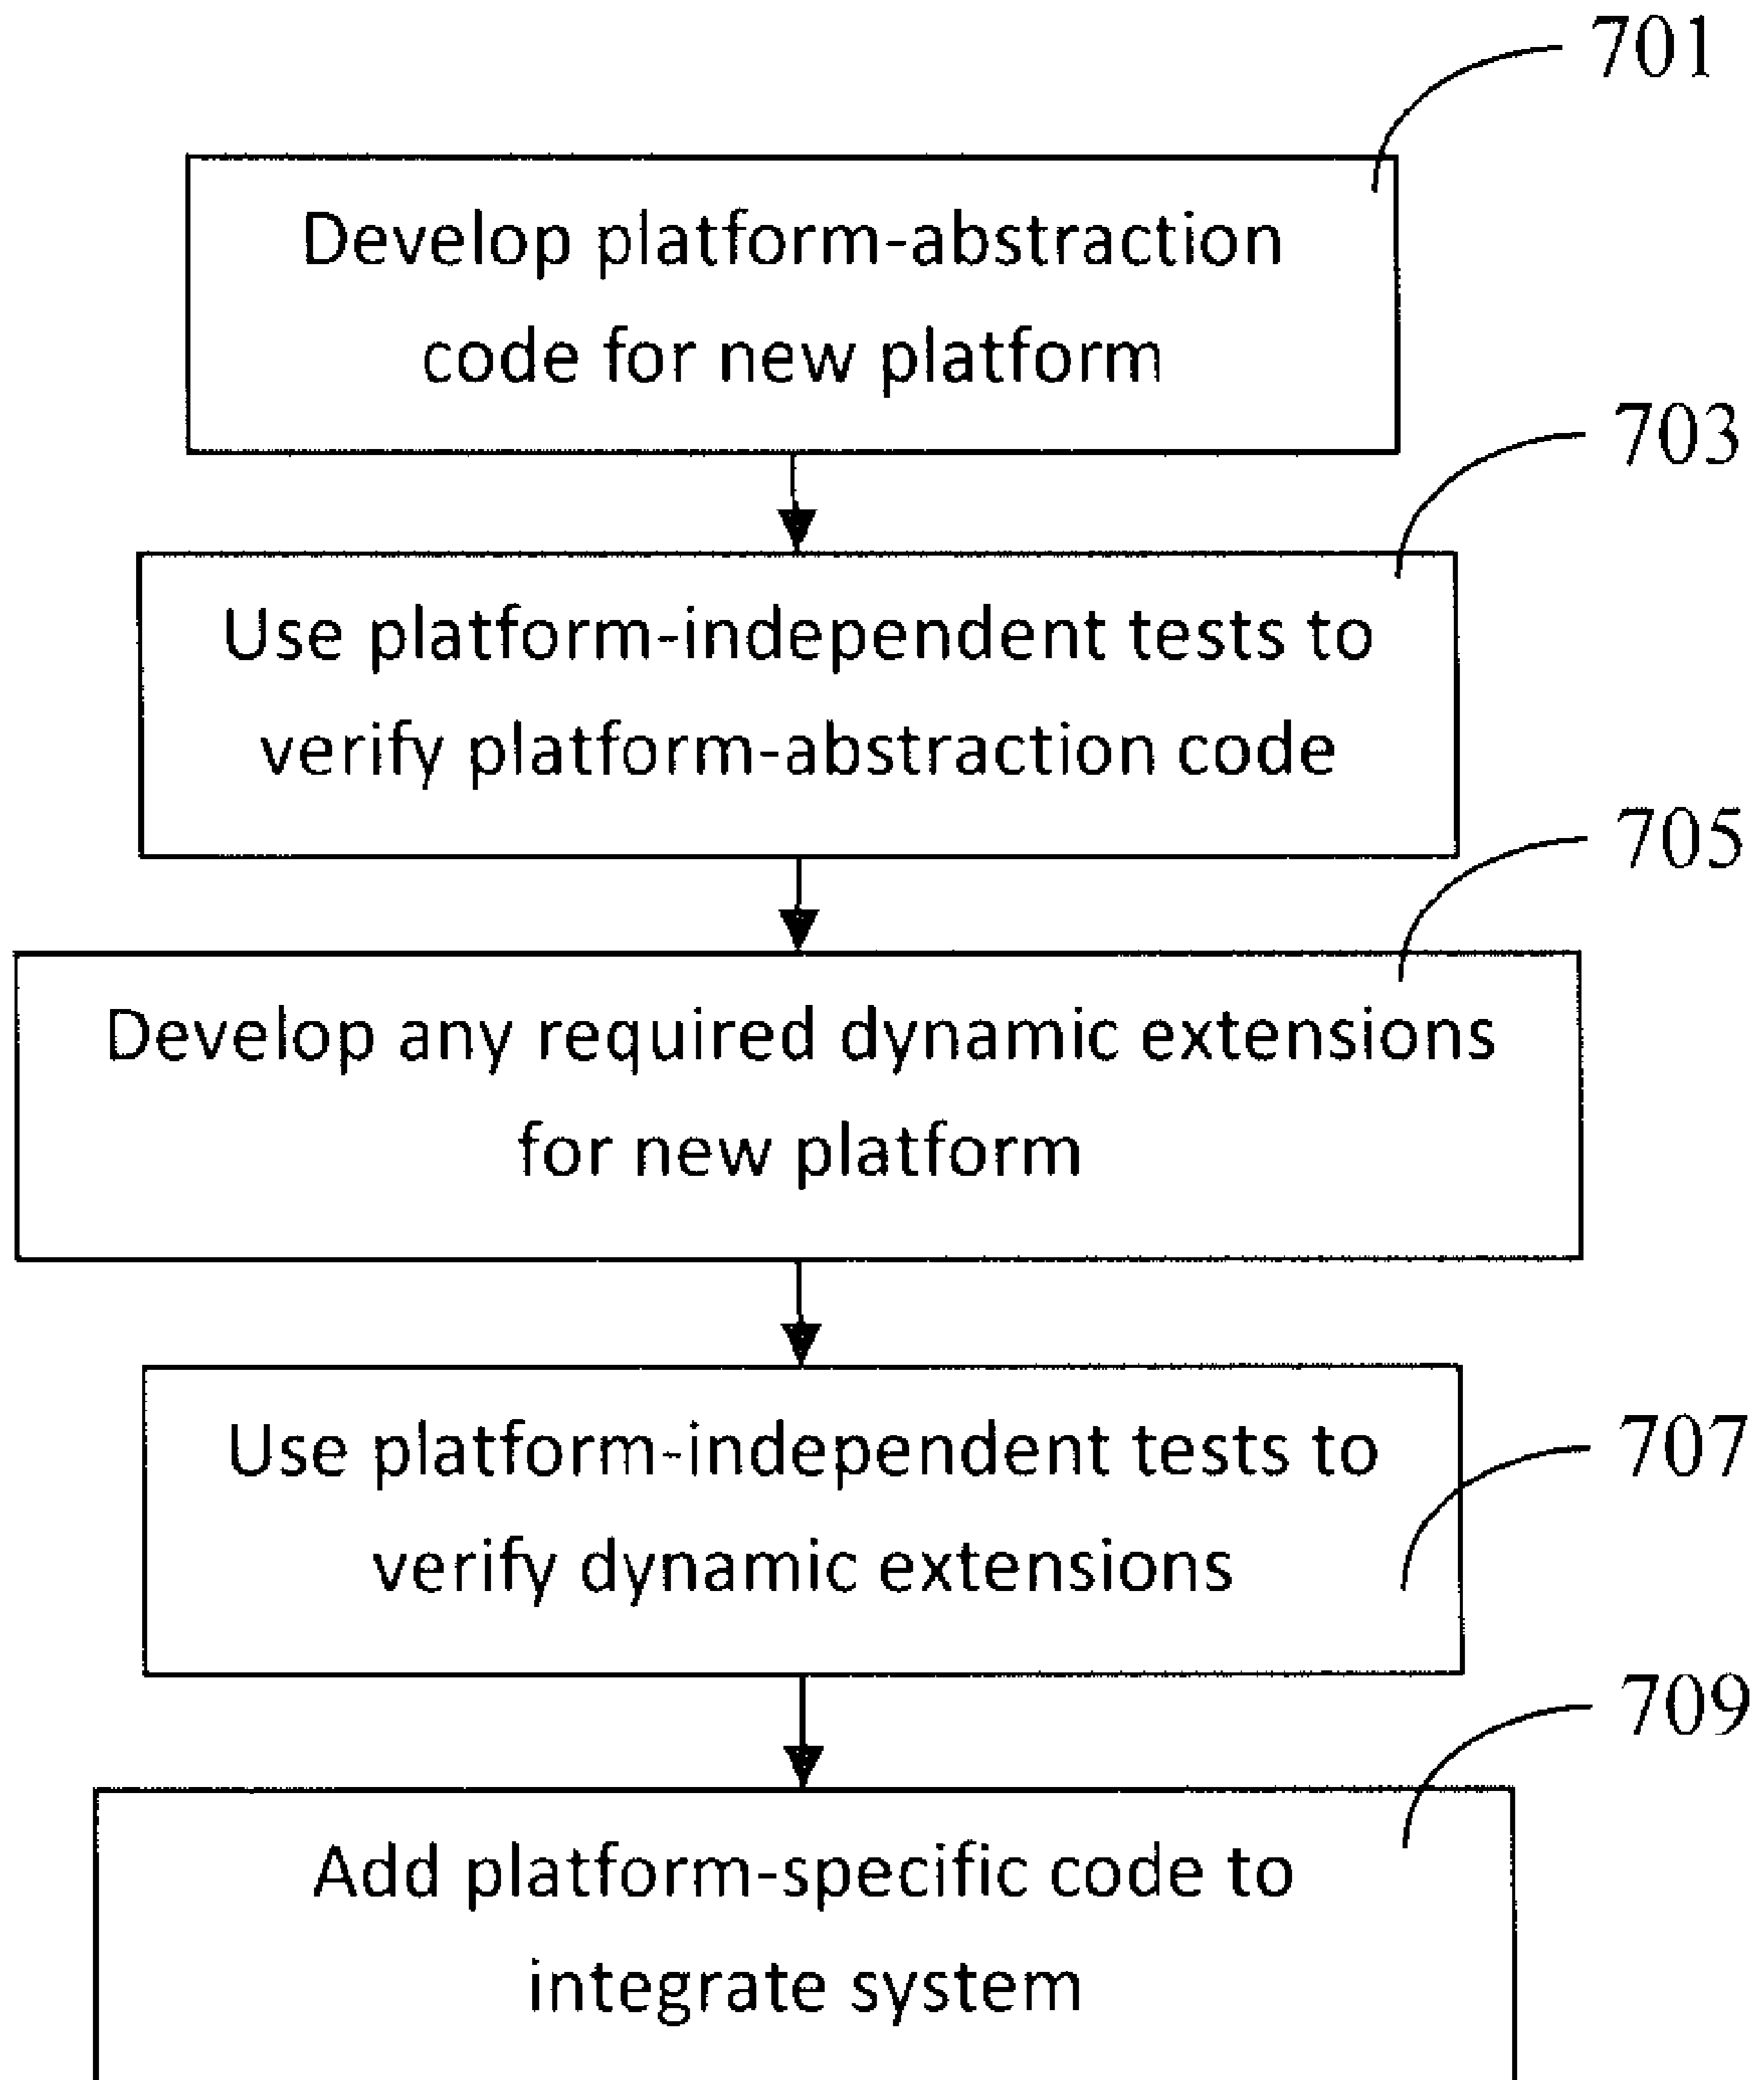 701
Develop platform-abstraction
code for new platform
703
Use platform-independent tests to
verify platform-abstraction code
705
Develop any required dynamic extensions
for new platform
707
Use platform-independent tests to
verify dynamic extensions
709
Add platform-specific code to
integrate system